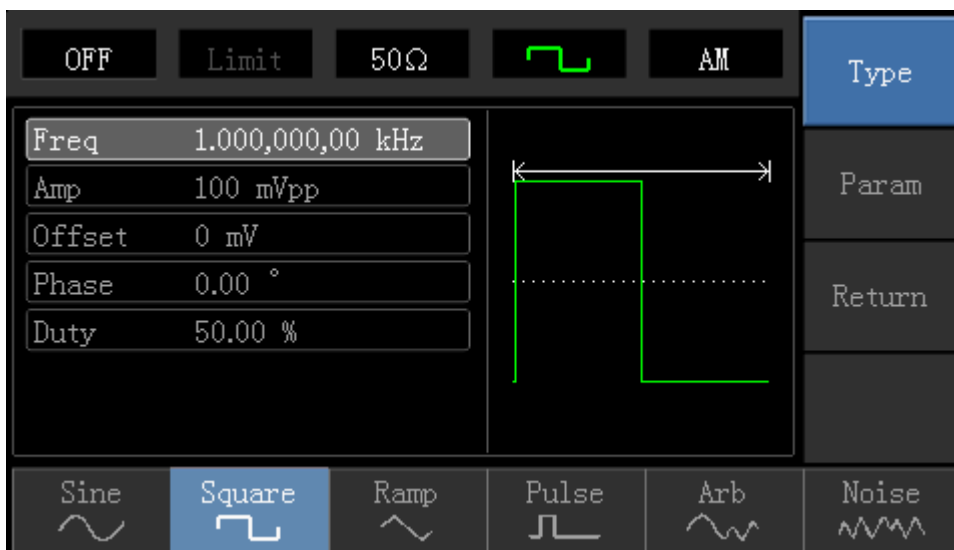 OFF Limit 50Ω AM
Type
Freq 1.000,000,00 kHz
Amp 100 mVpp
Offset 0 mV
Phase 0.00 °
Duty 50.00 %
Param
Return
Sine Square Ramp Pulse Arb Noise